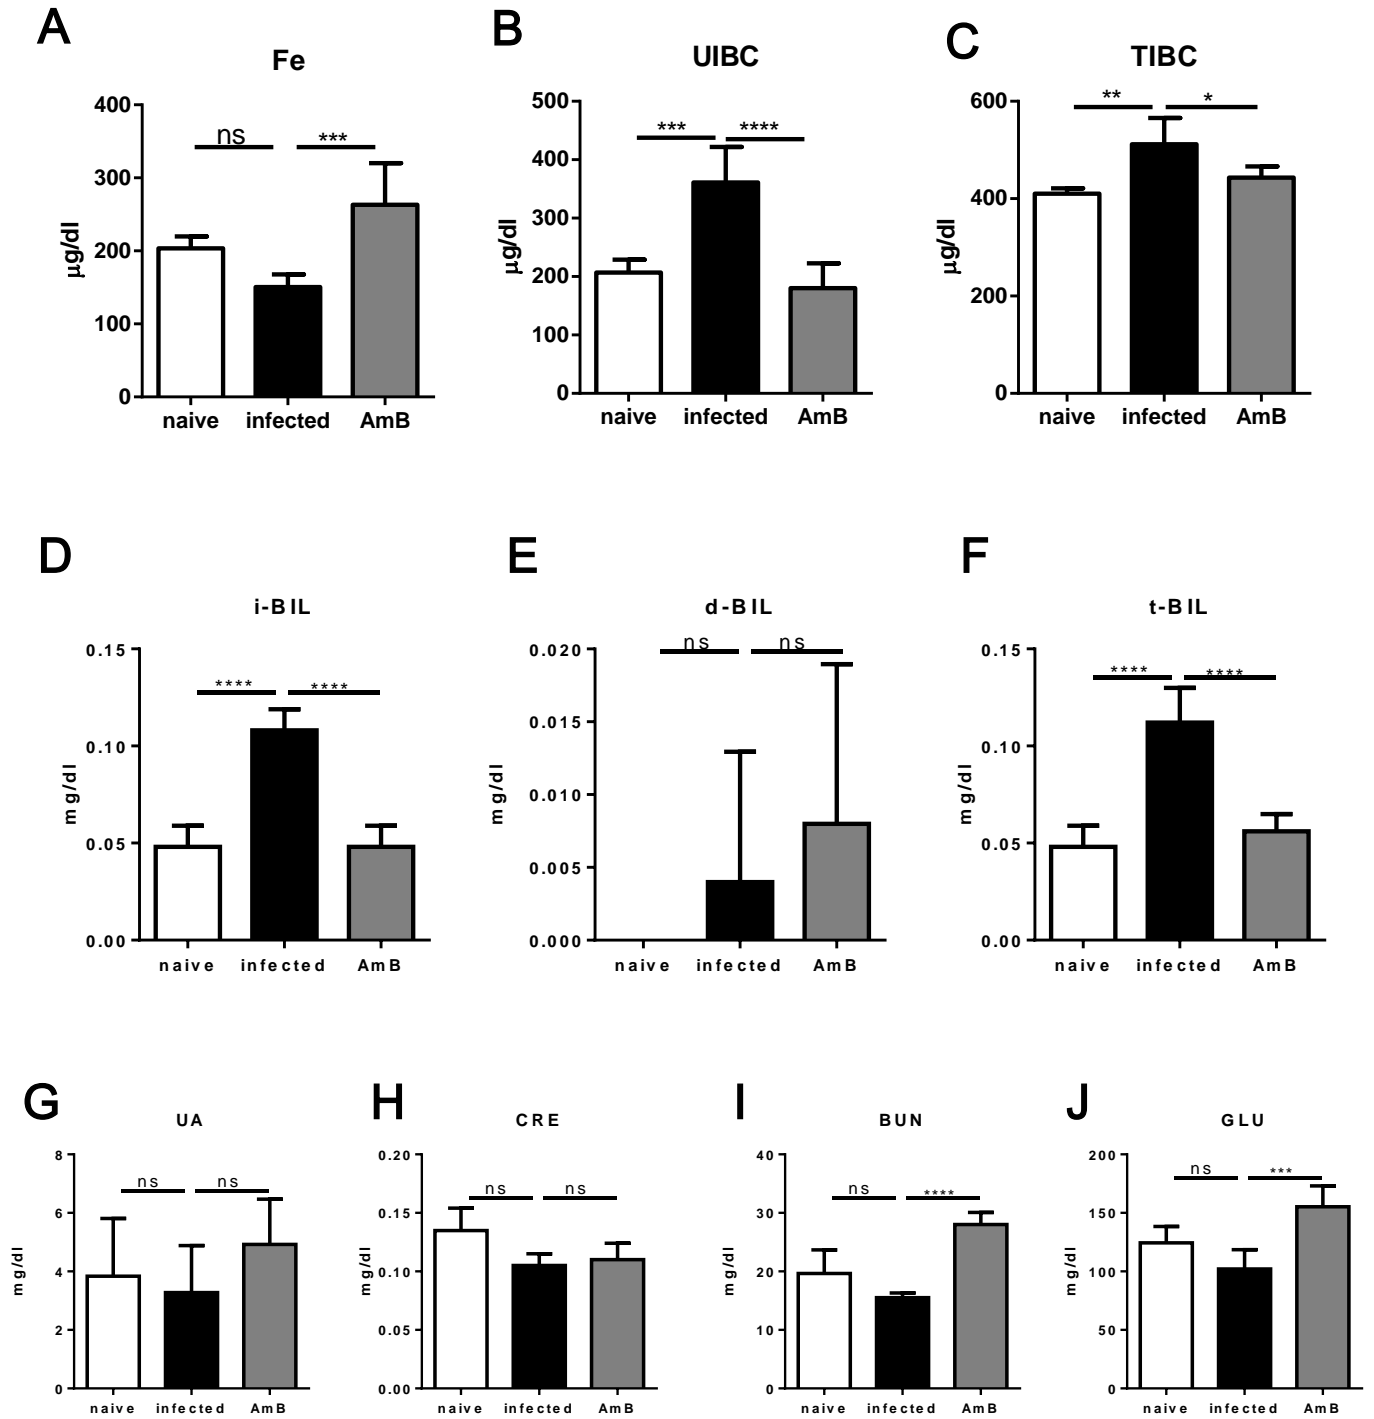 A
Fe
400
300
200
100
0
µg/dl
ns
***
naive infected AmB
B
UIBC
500
400
300
200
100
0
µg/dl
***
****
naive infected AmB
C
TIBC
600
400
200
0
µg/dl
**
*
naive infected AmB
D
i-BIL
0.15
0.10
0.05
0.00
mg/dl
****
****
naive infected AmB
E
d-BIL
0.020
0.015
0.010
0.005
0.000
mg/dl
ns
ns
naive infected AmB
F
t-BIL
0.15
0.10
0.05
0.00
mg/dl
****
****
naive infected AmB
G
UA
8
6
4
2
0
mg/dl
ns
ns
naive infected AmB
H
CRE
0.20
0.15
0.10
0.05
0.00
mg/dl
ns
ns
naive infected AmB
I
BUN
40
30
20
10
0
mg/dl
ns
****
naive infected AmB
J
GLU
200
150
100
50
0
mg/dl
ns
***
naive infected AmB